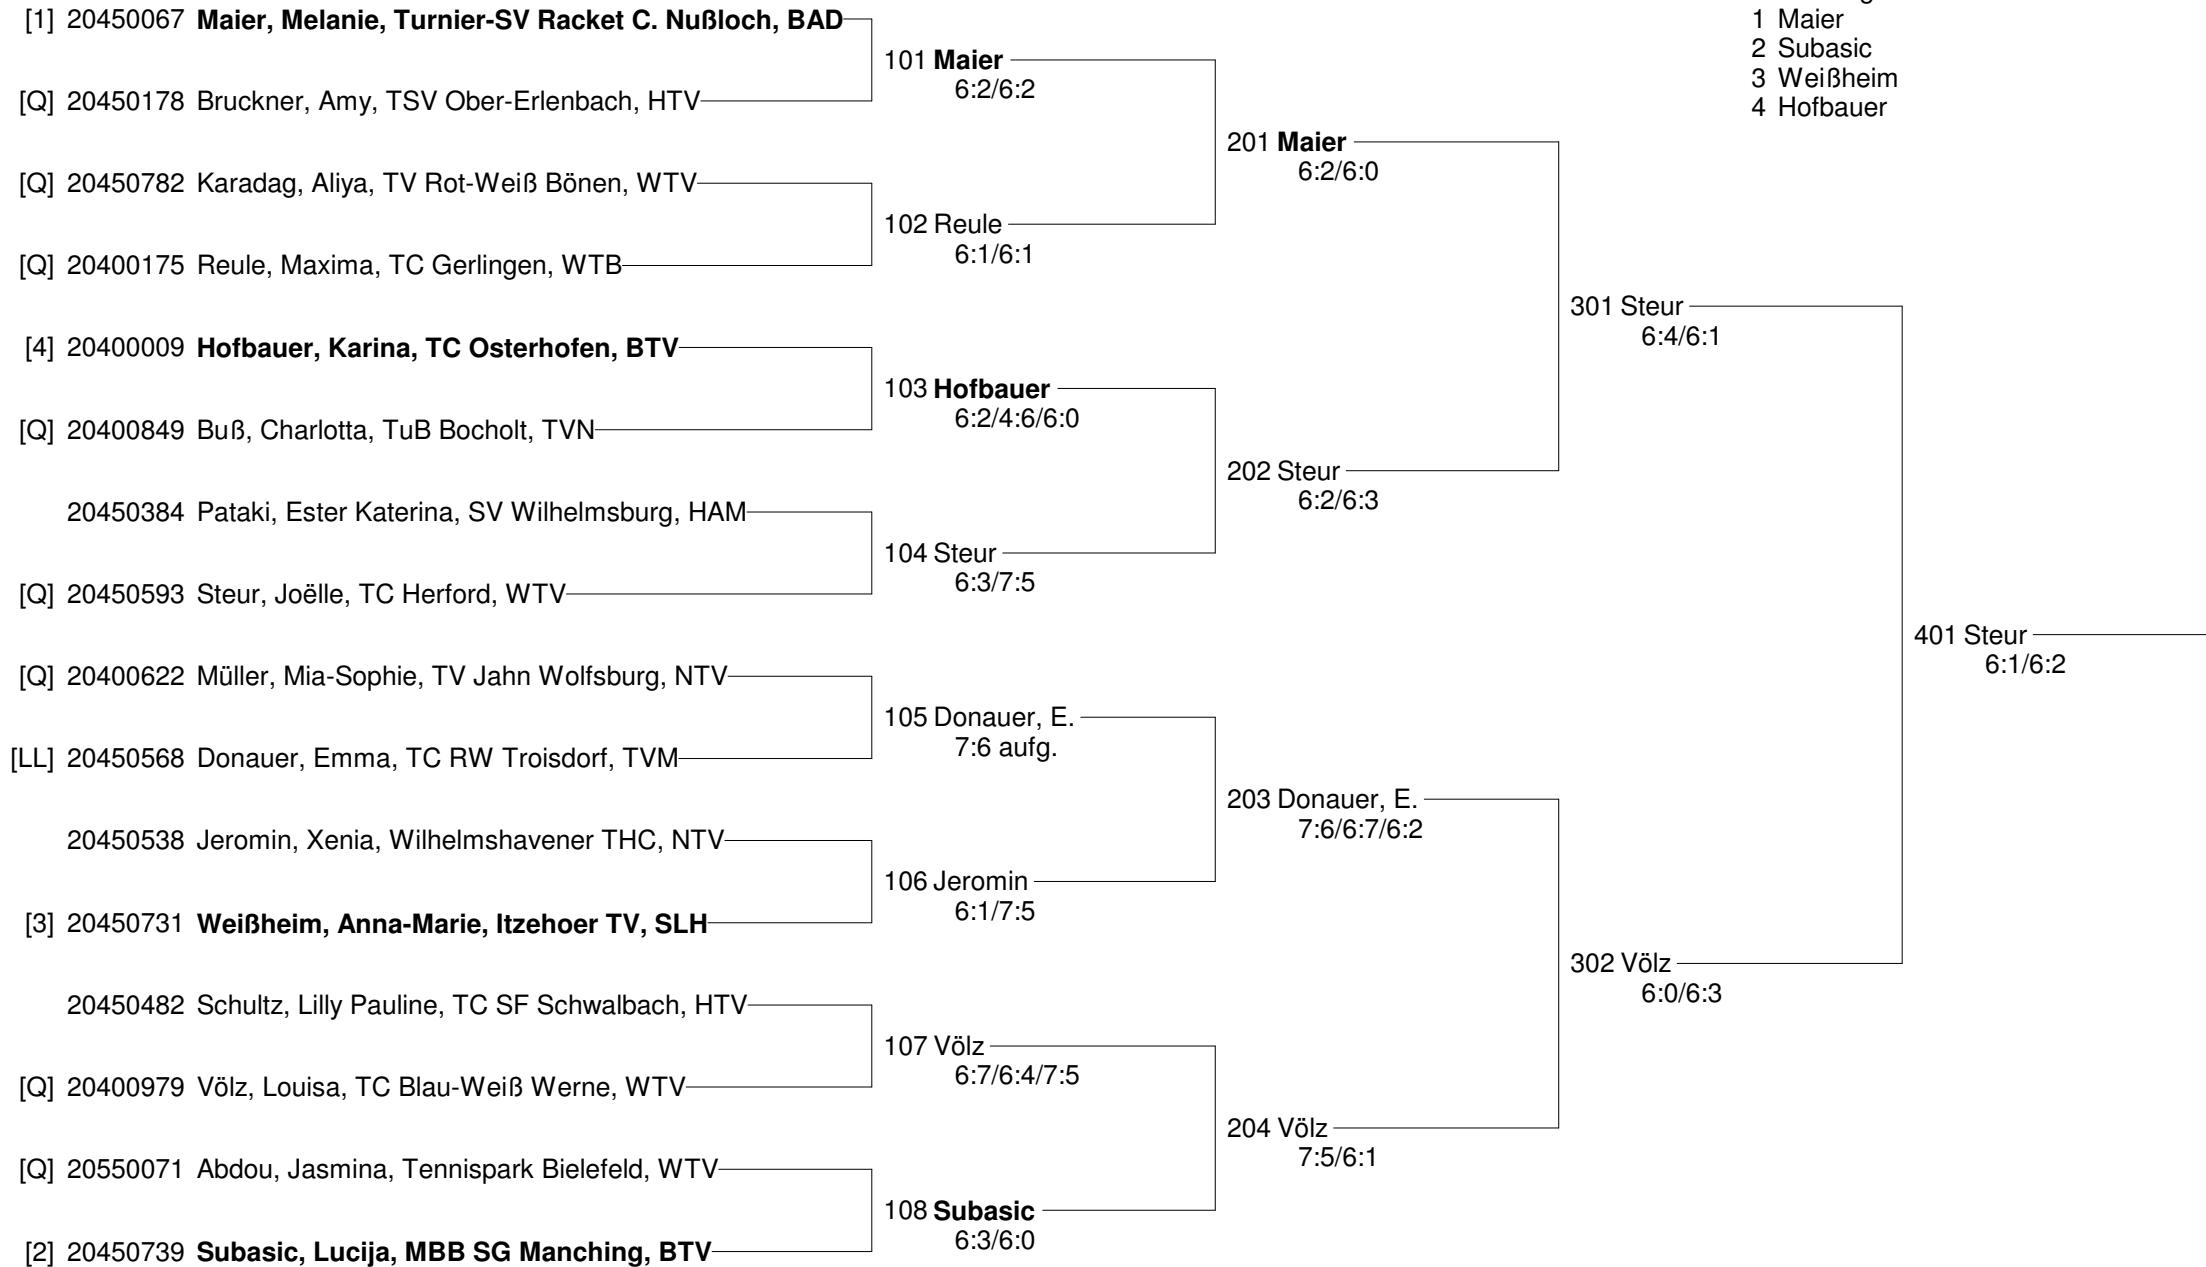 [1] 20450067 Maier, Melanie, Turnier-SV Racket C. Nußloch, BAD
[Q] 20450178 Bruckner, Amy, TSV Ober-Erlenbach, HTV
[Q] 20450782 Karadag, Aliya, TV Rot-Weiß Bönen, WTV
[Q] 20400175 Reule, Maxima, TC Gerlingen, WTB
[4] 20400009 Hofbauer, Karina, TC Osterhofen, BTV
[Q] 20400849 Buß, Charlotta, TuB Bocholt, TVN
20450384 Pataki, Ester Katerina, SV Wilhelmsburg, HAM
[Q] 20450593 Steur, Joëlle, TC Herford, WTV
[Q] 20400622 Müller, Mia-Sophie, TV Jahn Wolfsburg, NTV
[LL] 20450568 Donauer, Emma, TC RW Troisdorf, TVM
20450538 Jeromin, Xenia, Wilhelmshavener THC, NTV
[3] 20450731 Weißheim, Anna-Marie, Itzehoer TV, SLH
20450482 Schultz, Lilly Pauline, TC SF Schwalbach, HTV
[Q] 20400979 Völz, Louisa, TC Blau-Weiß Werne, WTV
[Q] 20550071 Abdou, Jasmina, Tennispark Bielefeld, WTV
[2] 20450739 Subasic, Lucija, MBB SG Manching, BTV
101 Maier
6:2/6:2
102 Reule
6:1/6:1
103 Hofbauer
6:2/4:6/6:0
104 Steur
6:3/7:5
105 Donauer, E.
7:6 aufg.
106 Jeromin
6:1/7:5
107 Völz
6:7/6:4/7:5
108 Subasic
6:3/6:0
201 Maier
6:2/6:0
202 Steur
6:2/6:3
203 Donauer, E.
7:6/6:7/6:2
204 Völz
7:5/6:1
301 Steur
6:4/6:1
302 Völz
6:0/6:3
401 Steur
6:1/6:2
1 Maier
2 Subasic
3 Weißheim
4 Hofbauer